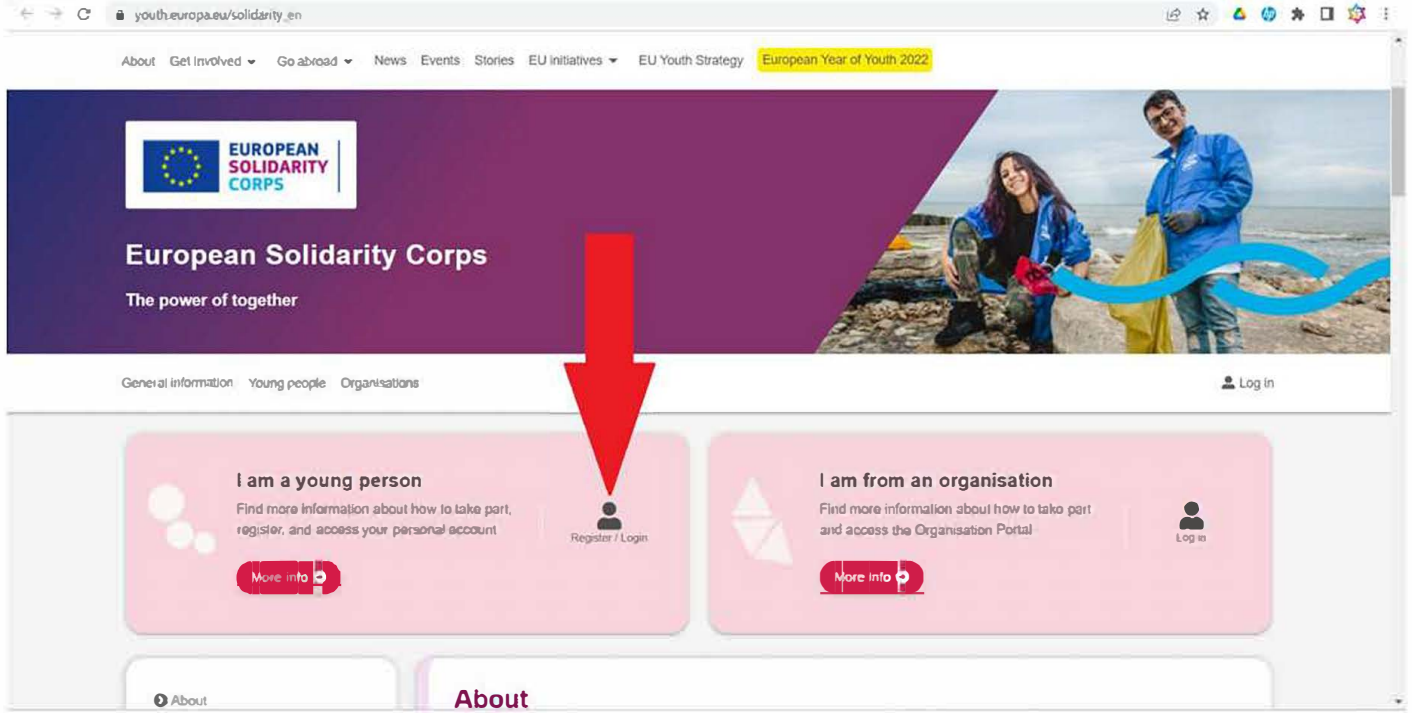 youth.europa.eu/solidarity_en
About Get Involved Go abroad News Events Stories EU initiatives EU Youth Strategy European Year of Youth 2022
EUROPEAN
SOLIDARITY
CORPS
European Solidarity Corps
The power of together
General information Young people Organisations Log in
I am a young person
Find more information about how to take part,
register, and access your personal account
Register / Login
More info
I am from an organisation
Find more information about how to take part
and access the Organisation Portal
Log in
More info
About
About